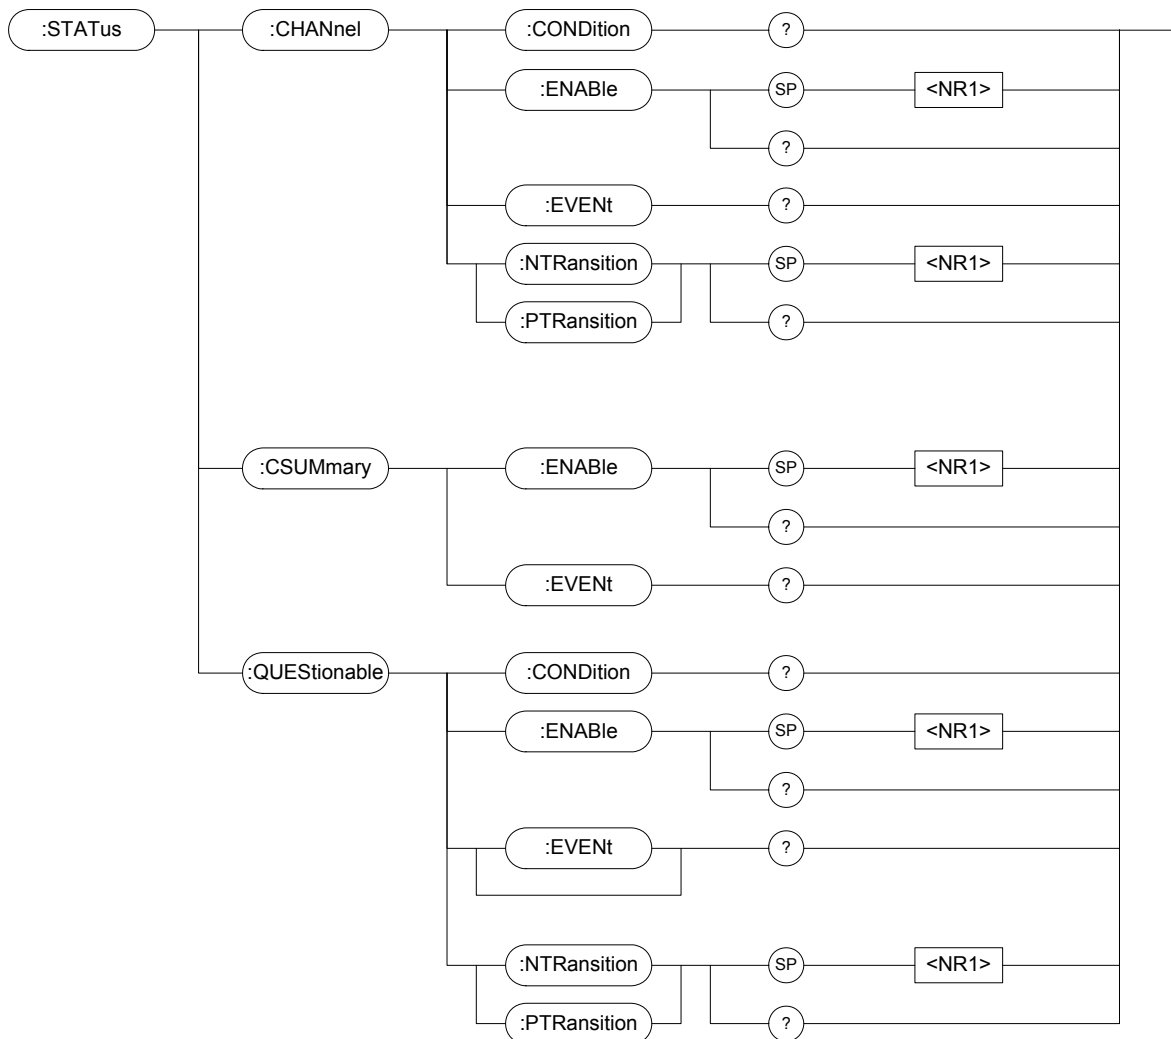 :STATus :CHANnel :CONDition ?
:ENABle SP <NR1>
?
:EVENt ?
:NTRansition SP <NR1>
:PTRansition ?
:CSUMmary :ENABle SP <NR1>
?
:EVENt ?
:QUEStionable :CONDition ?
:ENABle SP <NR1>
?
:EVENt ?
:NTRansition SP <NR1>
:PTRansition ?